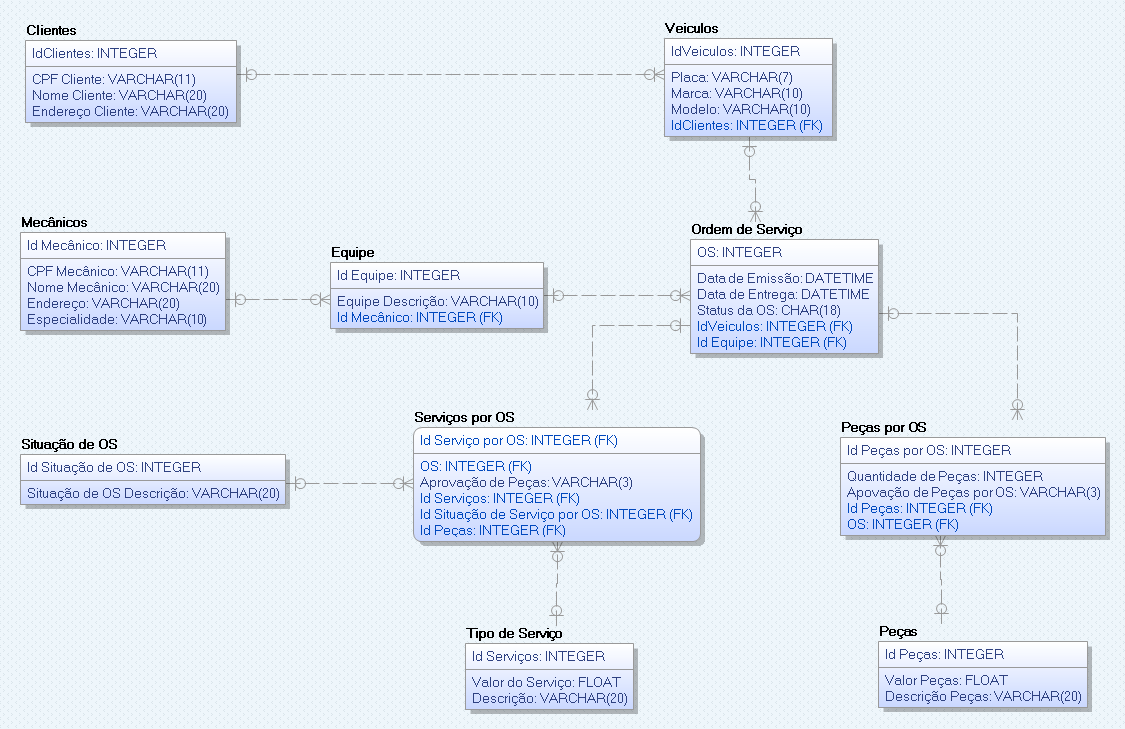 Clientes
IdClientes: INTEGER
CPF Cliente: VARCHAR(11)
Nome Cliente: VARCHAR(20)
Endereço Cliente: VARCHAR(20)
Veiculos
IdVeiculos: INTEGER
Placa: VARCHAR(7)
Marca: VARCHAR(10)
Modelo: VARCHAR(10)
IdClientes: INTEGER (FK)
Mecânicos
Id Mecânico: INTEGER
CPF Mecânico: VARCHAR(11)
Nome Mecânico: VARCHAR(20)
Endereço: VARCHAR(20)
Especialidade: VARCHAR(10)
Equipe
Id Equipe: INTEGER
Equipe Descrição: VARCHAR(10)
Id Mecânico: INTEGER (FK)
Ordem de Serviço
OS: INTEGER
Data de Emissão: DATETIME
Data de Entrega: DATETIME
Status da OS: CHAR(18)
IdVeiculos: INTEGER (FK)
Id Equipe: INTEGER (FK)
Situação de OS
Id Situação de OS: INTEGER
Situação de OS Descrição: VARCHAR(20)
Serviços por OS
Id Serviço por OS: INTEGER (FK)
OS: INTEGER (FK)
Aprovação de Peças: VARCHAR(3)
Id Serviços: INTEGER (FK)
Id Situação de Serviço por OS: INTEGER (FK)
Id Peças: INTEGER (FK)
Peças por OS
Id Peças por OS: INTEGER
Quantidade de Peças: INTEGER
Apovação de Peças por OS: VARCHAR(3)
Id Peças: INTEGER (FK)
OS: INTEGER (FK)
Tipo de Serviço
Id Serviços: INTEGER
Valor do Serviço: FLOAT
Descrição: VARCHAR(20)
Peças
Id Peças: INTEGER
Valor Peças: FLOAT
Descrição Peças: VARCHAR(20)